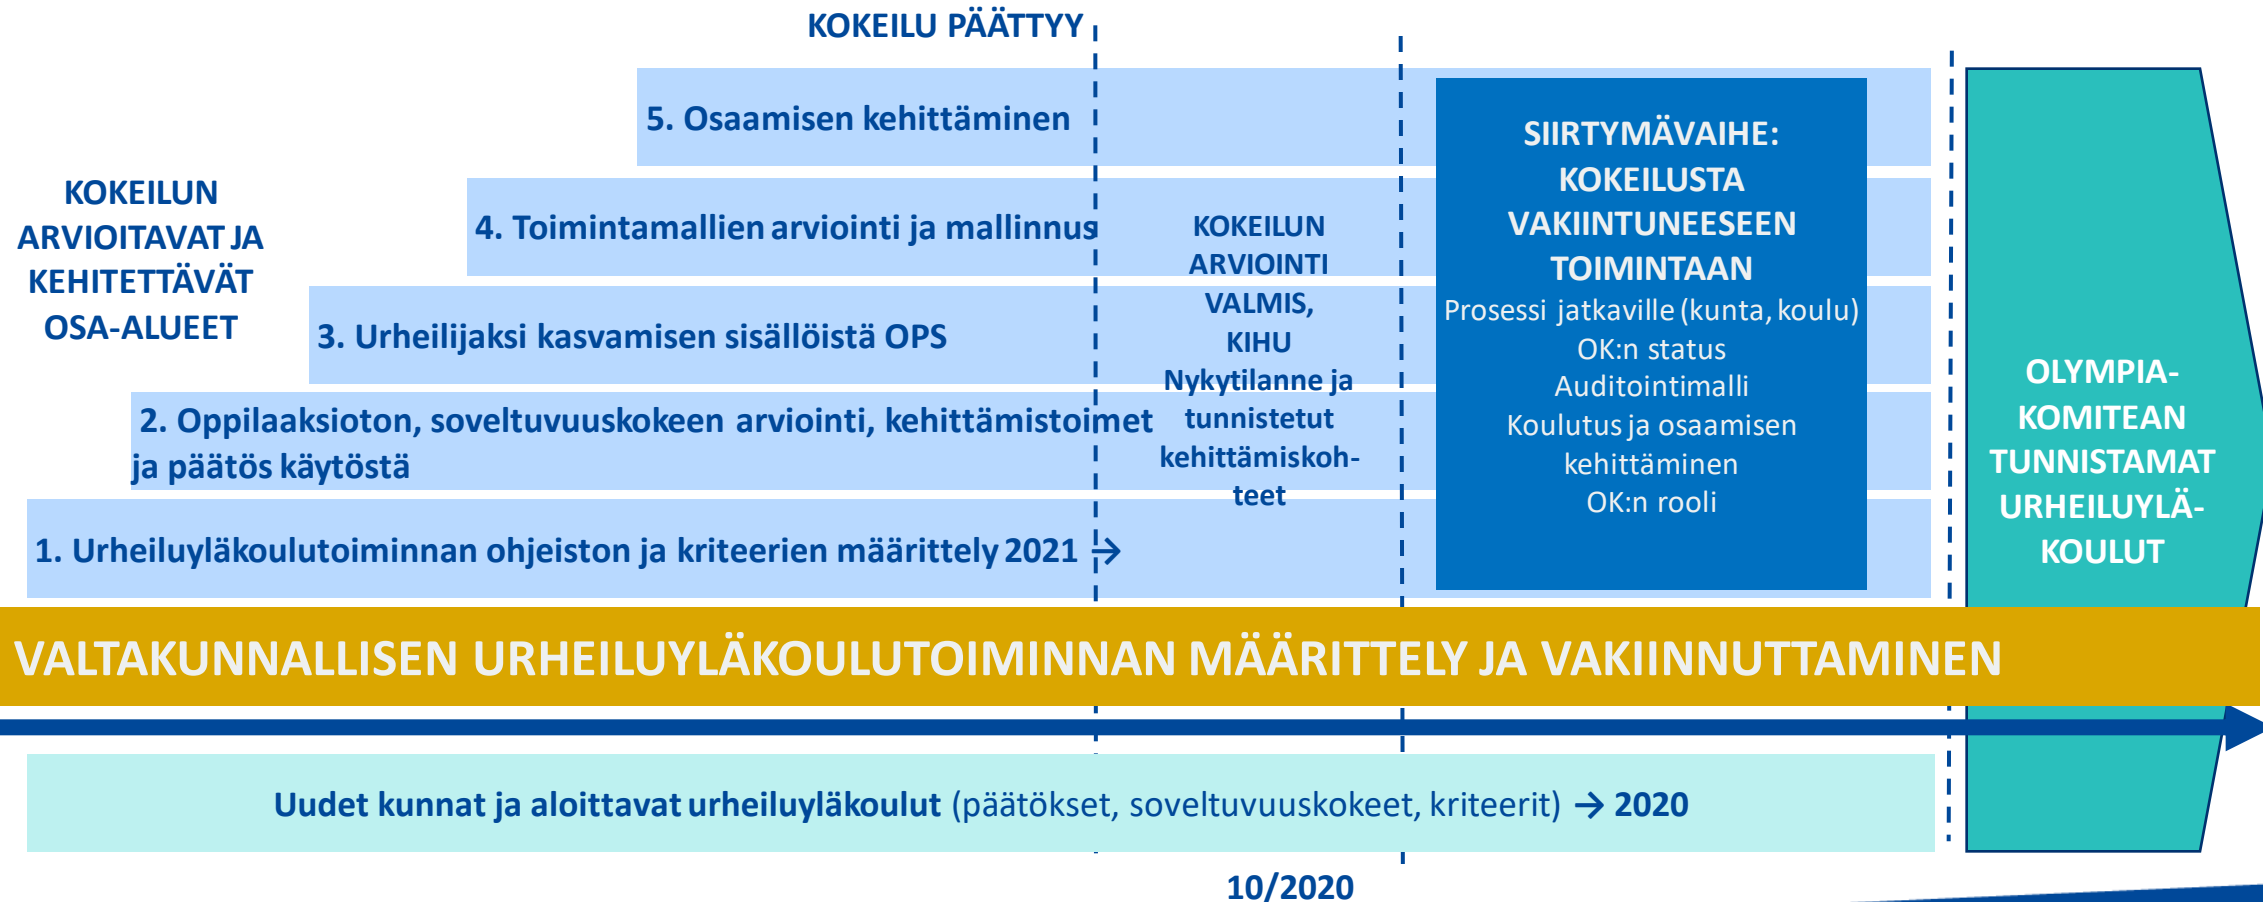 KOKEILU PÄÄTTYY
KOKEILUN
ARVIOITAVAT JA
KEHITETTÄVÄT
OSA-ALUEET
5. Osaamisen kehittäminen
4. Toimintamallien arviointi ja mallinnus
3. Urheilijaksi kasvamisen sisällöistä OPS
2. Oppilaaksioton, soveltuvuuskokeen arviointi, kehittämistoimet
ja päätös käytöstä
1. Urheiluyläkoulutoiminnan ohjeiston ja kriteerien määrittely 2021 →
KOKEILUN
ARVIOINTI
VALMIS,
KIHU
Nykytilanne ja
tunnistetut
kehittämiskoh-
teet
SIIRTYMÄVAIHE:
KOKEILUSTA
VAKIINTUNEESEEN
TOIMINTAAN
Prosessi jatkaville (kunta, koulu)
OK:n status
Auditointimalli
Koulutus ja osaamisen
kehittäminen
OK:n rooli
OLYMPIA-
KOMITEAN
TUNNISTAMAT
URHEILUYLÄ-
KOULUT
VALTAKUNNALLISEN URHEILUYLÄKOULUTOIMINNAN MÄÄRITTELY JA VAKIINNUTTAMINEN
Uudet kunnat ja aloittavat urheiluyläkoulut (päätökset, soveltuvuuskokeet, kriteerit) → 2020
10/2020